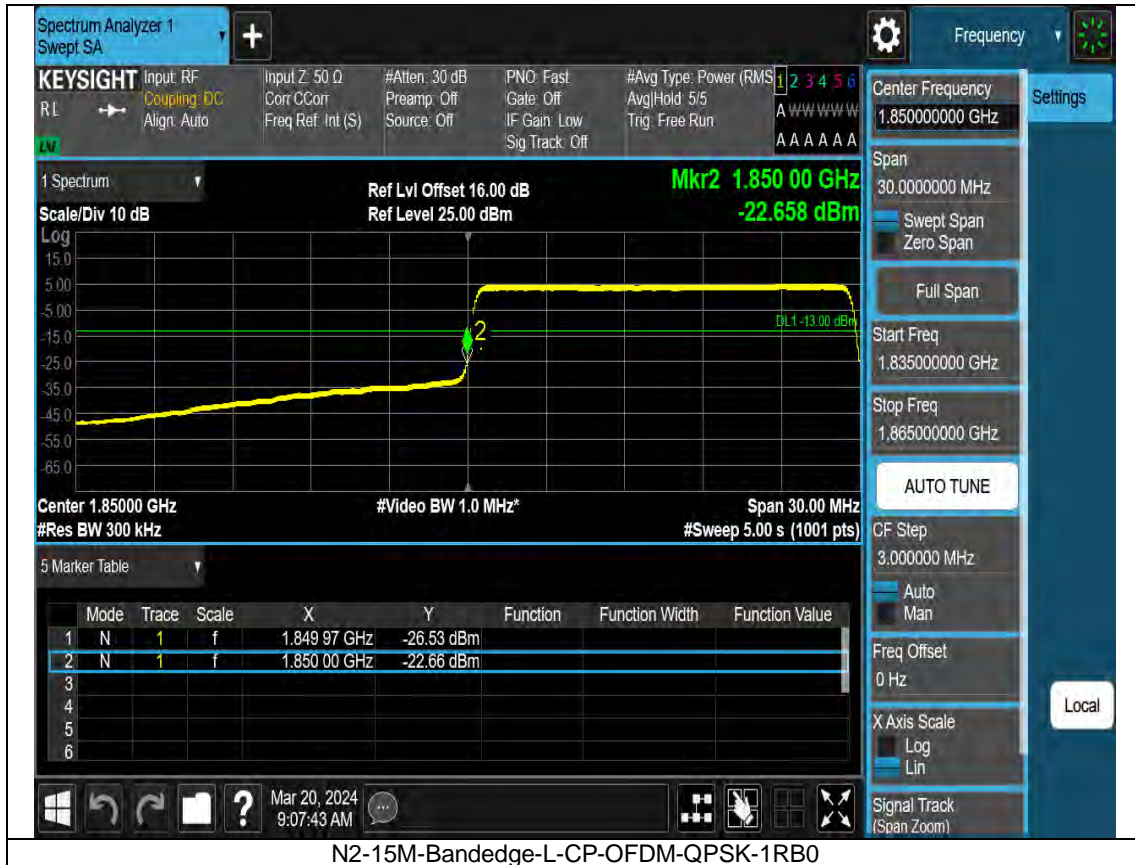 Spectrum Analyzer 1
Swept SA
+
Frequency
KEYSIGHT
RL
Input: RF
Coupling: DC
Align: Auto
Input Z: 50 Ω
Corr CCorr
Freq Ref: Int (S)
#Atten: 30 dB
Preamp: Off
Source: Off
PNO: Fast
Gate: Off
IF Gain: Low
Sig Track: Off
#Avg Type: Power (RMS
Avg|Hold: 5/5
Trig: Free Run
1 2 3 4 5 6
A W W W W W
A A A A A A
1 Spectrum
Scale/Div 10 dB
Ref Lvl Offset 16.00 dB
Ref Level 25.00 dBm
Mkr2 1.850 00 GHz
-22.658 dBm
Log
15.0
5.00
-5.00
-15.0
-25.0
-35.0
-45.0
-55.0
-65.0
2
DL1 -13.00 dBm
Center 1.85000 GHz
#Video BW 1.0 MHz*
Span 30.00 MHz
#Res BW 300 kHz
#Sweep 5.00 s (1001 pts)
5 Marker Table
Mode Trace Scale X Y Function Function Width Function Value
1 N 1 f 1.849 97 GHz -26.53 dBm
2 N 1 f 1.850 00 GHz -22.66 dBm
3
4
5
6
?
Mar 20, 2024
9:07:43 AM
Center Frequency
1.850000000 GHz
Settings
Span
30.0000000 MHz
Swept Span
Zero Span
Full Span
Start Freq
1.835000000 GHz
Stop Freq
1.865000000 GHz
AUTO TUNE
CF Step
3.000000 MHz
Auto
Man
Freq Offset
0 Hz
X Axis Scale
Log
Lin
Local
Signal Track
(Span Zoom)
N2-15M-Bandedge-L-CP-OFDM-QPSK-1RB0